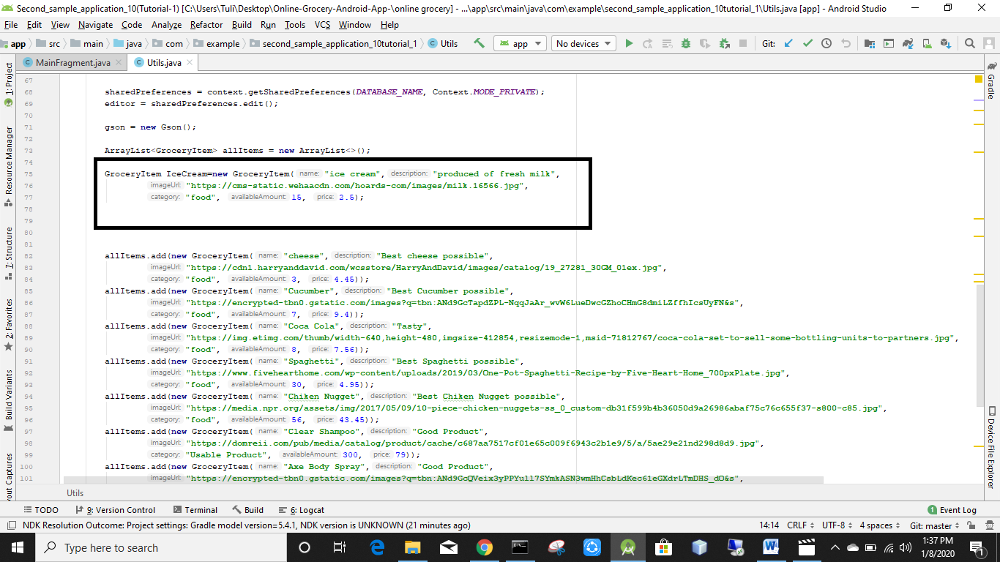 Second_sample_application_10(Tutorial-1) [C:\Users\Tuli\Desktop\Online-Grocery-Android-App-\online grocery] - ...\app\src\main\java\com\example\second_sample_application_10tutorial_1\Utils.java [app] - Android Studio
File Edit View Navigate Code Analyze Refactor Build Run Tools VCS Window Help
app src main java com example second_sample_application_10tutorial_1 Utils app No devices Git:
MainFragment.java Utils.java
1: Project
Resource Manager
7: Structure
2: Favorites
Build Variants
out Captures
67
68 sharedPreferences = context.getSharedPreferences(DATABASE_NAME, Context.MODE_PRIVATE);
69 editor = sharedPreferences.edit();
70
71 gson = new Gson();
72
73 ArrayList<GroceryItem> allItems = new ArrayList<>();
74
75 GroceryItem IceCream=new GroceryItem( name: "ice cream", description: "produced of fresh milk",
76 imageUrl: "https://cms-static.wehaacdn.com/hoards-com/images/milk.16566.jpg",
77 category: "food", availableAmount: 15, price: 2.5);
78
79
80
81
82 allItems.add(new GroceryItem( name: "cheese", description: "Best cheese possible",
83 imageUrl: "https://cdn1.harryanddavid.com/wcsstore/HarryAndDavid/images/catalog/19_27281_30GM_01ex.jpg",
84 category: "food", availableAmount: 3, price: 4.45));
85 allItems.add(new GroceryItem( name: "Cucumber", description: "Best Cucumber possible",
86 imageUrl: "https://encrypted-tbn0.gstatic.com/images?q=tbn:ANd9GcTapdZPL-NqqJaAr_wvW6LueDwcGZhoCHmG8dmiLZffhIcsUyFN&s",
87 category: "food", availableAmount: 7, price: 9.4));
88 allItems.add(new GroceryItem( name: "Coca Cola", description: "Tasty",
89 imageUrl: "https://img.etimg.com/thumb/width-640,height-480,imgsize-412854,resizemode-1,msid-71812767/coca-cola-set-to-sell-some-bottling-units-to-partners.jpg",
90 category: "food", availableAmount: 8, price: 7.56));
91 allItems.add(new GroceryItem( name: "Spaghetti", description: "Best Spaghetti possible",
92 imageUrl: "https://www.fivehearthome.com/wp-content/uploads/2019/03/One-Pot-Spaghetti-Recipe-by-Five-Heart-Home_700pxPlate.jpg",
93 category: "food", availableAmount: 30, price: 4.95));
94 allItems.add(new GroceryItem( name: "Chiken Nugget", description: "Best Chiken Nugget possible",
95 imageUrl: "https://media.npr.org/assets/img/2017/05/09/10-piece-chicken-nuggets-ss_0_custom-db31f599b4b36050d9a26986abaf75c76c655f37-s800-c85.jpg",
96 category: "food", availableAmount: 56, price: 43.45));
97 allItems.add(new GroceryItem( name: "Clear Shampoo", description: "Good Product",
98 imageUrl: "https://domreii.com/pub/media/catalog/product/cache/c687aa7517cf01e65c009f6943c2b1e9/5/a/5ae29e21nd298d8d9.jpg",
99 category: "Usable Product", availableAmount: 300, price: 79));
100 allItems.add(new GroceryItem( name: "Axe Body Spray", description: "Good Product",
101 imageUrl: "https://encrypted-tbn0.gstatic.com/images?q=tbn:ANd9GcQVeix3yPPYull7SYmkASN3wmHhCsbLdKec61eGXdrLTmDHS_dO&s",
Gradle
Device File Explorer
Utils
TODO 9: Version Control Terminal Build 6: Logcat 1 Event Log
NDK Resolution Outcome: Project settings: Gradle model version=5.4.1, NDK version is UNKNOWN (21 minutes ago) 14:14 CRLF UTF-8 4 spaces Git: master
Type here to search
1:37 PM
1/8/2020
1